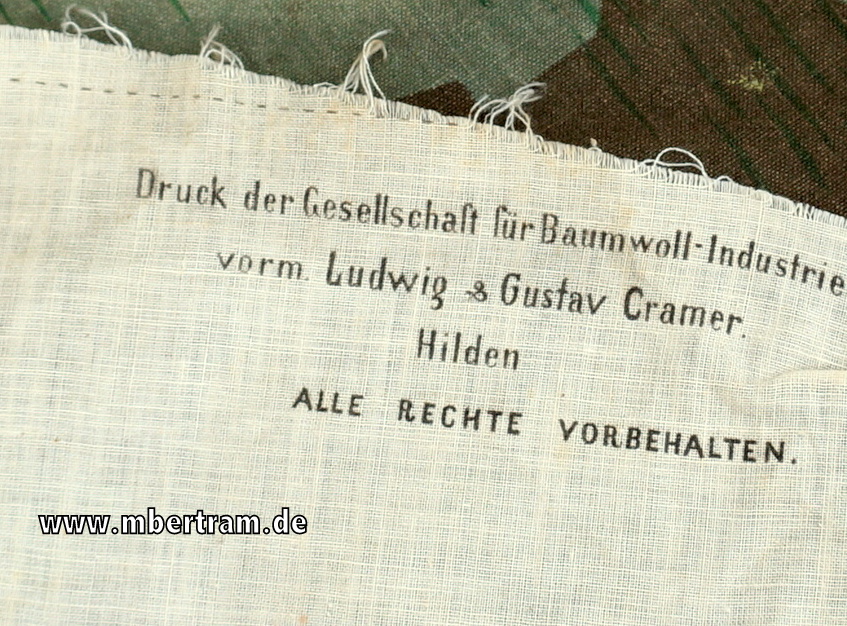 Druck der Gesellschaft für Baumwoll-Industrie
vorm. Ludwig & Gustav Cramer.
Hilden
ALLE RECHTE VORBEHALTEN.
www.mbertram.de